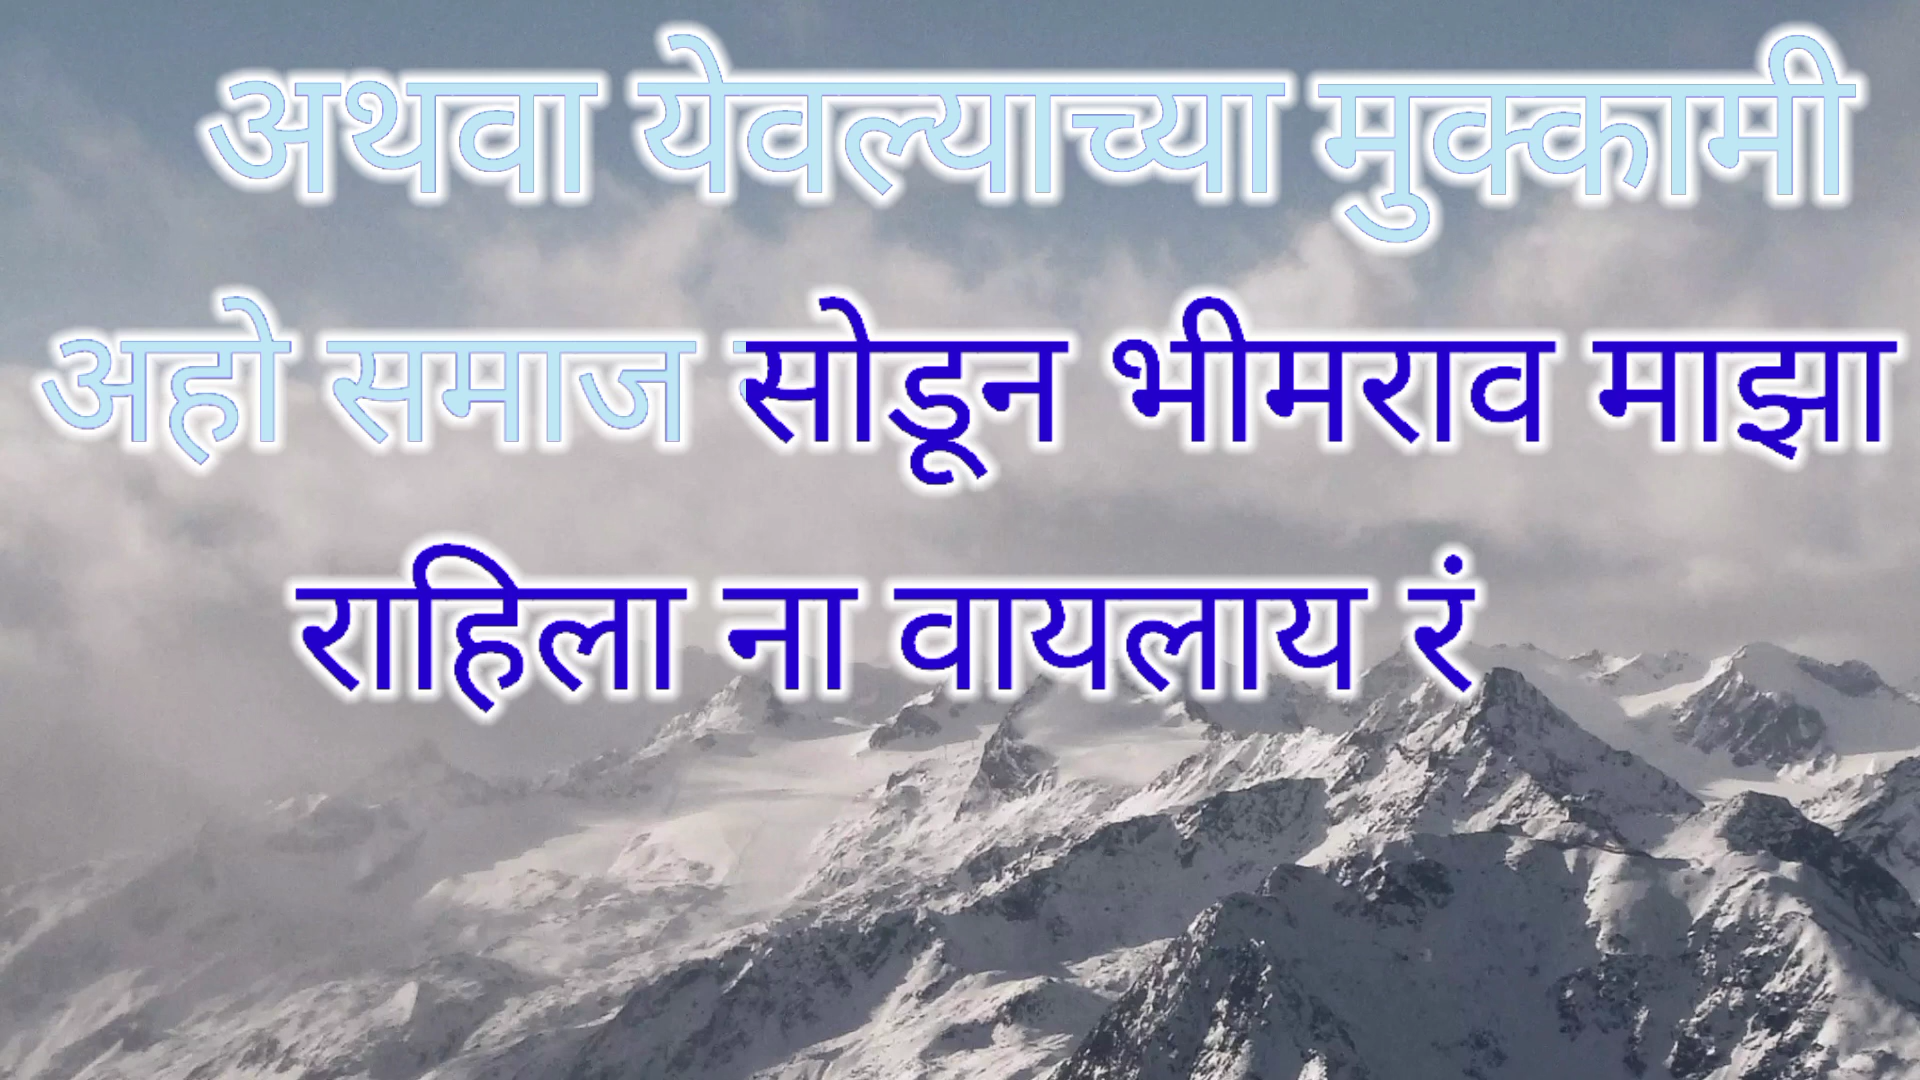 अथवा येवल्याच्या मुक्कामी
अहो समाज सोडून भीमराव माझा
राहिला ना वायलाय रं